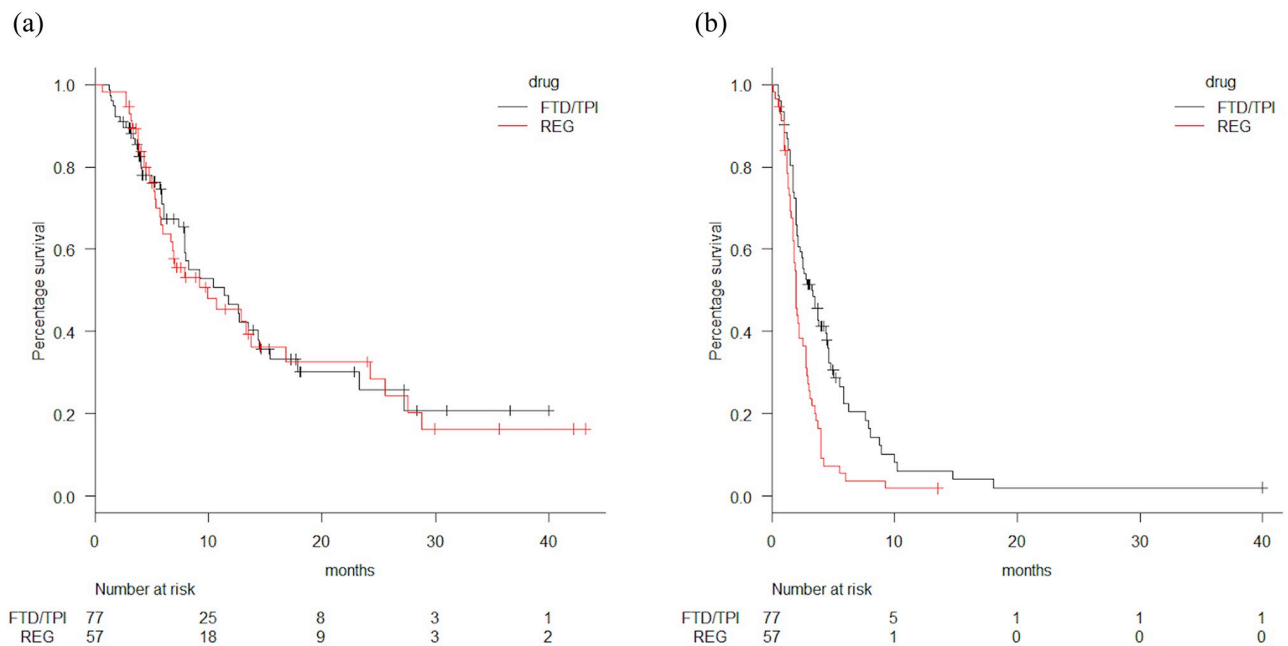 (a)
drug
FTD/TPI
REG
Percentage survival
1.0
0.8
0.6
0.4
0.2
0.0
0 10 20 30 40
months
Number at risk
FTD/TPI 77 25 8 3 1
REG 57 18 9 3 2
(b)
drug
FTD/TPI
REG
Percentage survival
1.0
0.8
0.6
0.4
0.2
0.0
0 10 20 30 40
months
Number at risk
FTD/TPI 77 5 1 1 1
REG 57 1 0 0 0